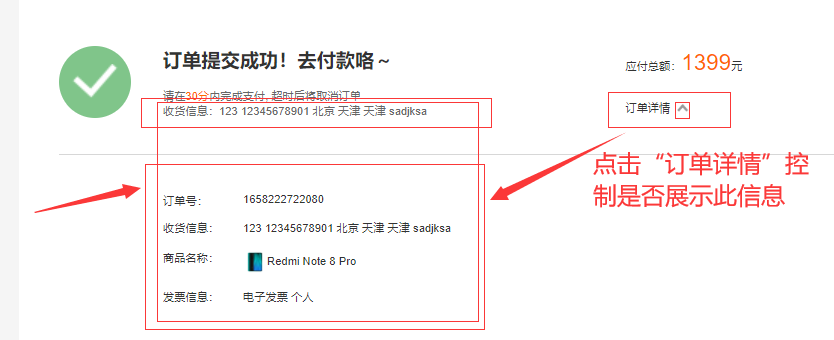 订单提交成功！去付款咯～
应付总额：1399元
请在30分内完成支付, 超时后将取消订单
收货信息：123 12345678901 北京 天津 天津 sadjksa
订单详情
点击“订单详情”控
制是否展示此信息
订单号：1658222722080
收货信息：123 12345678901 北京 天津 天津 sadjksa
商品名称：Redmi Note 8 Pro
发票信息：电子发票 个人